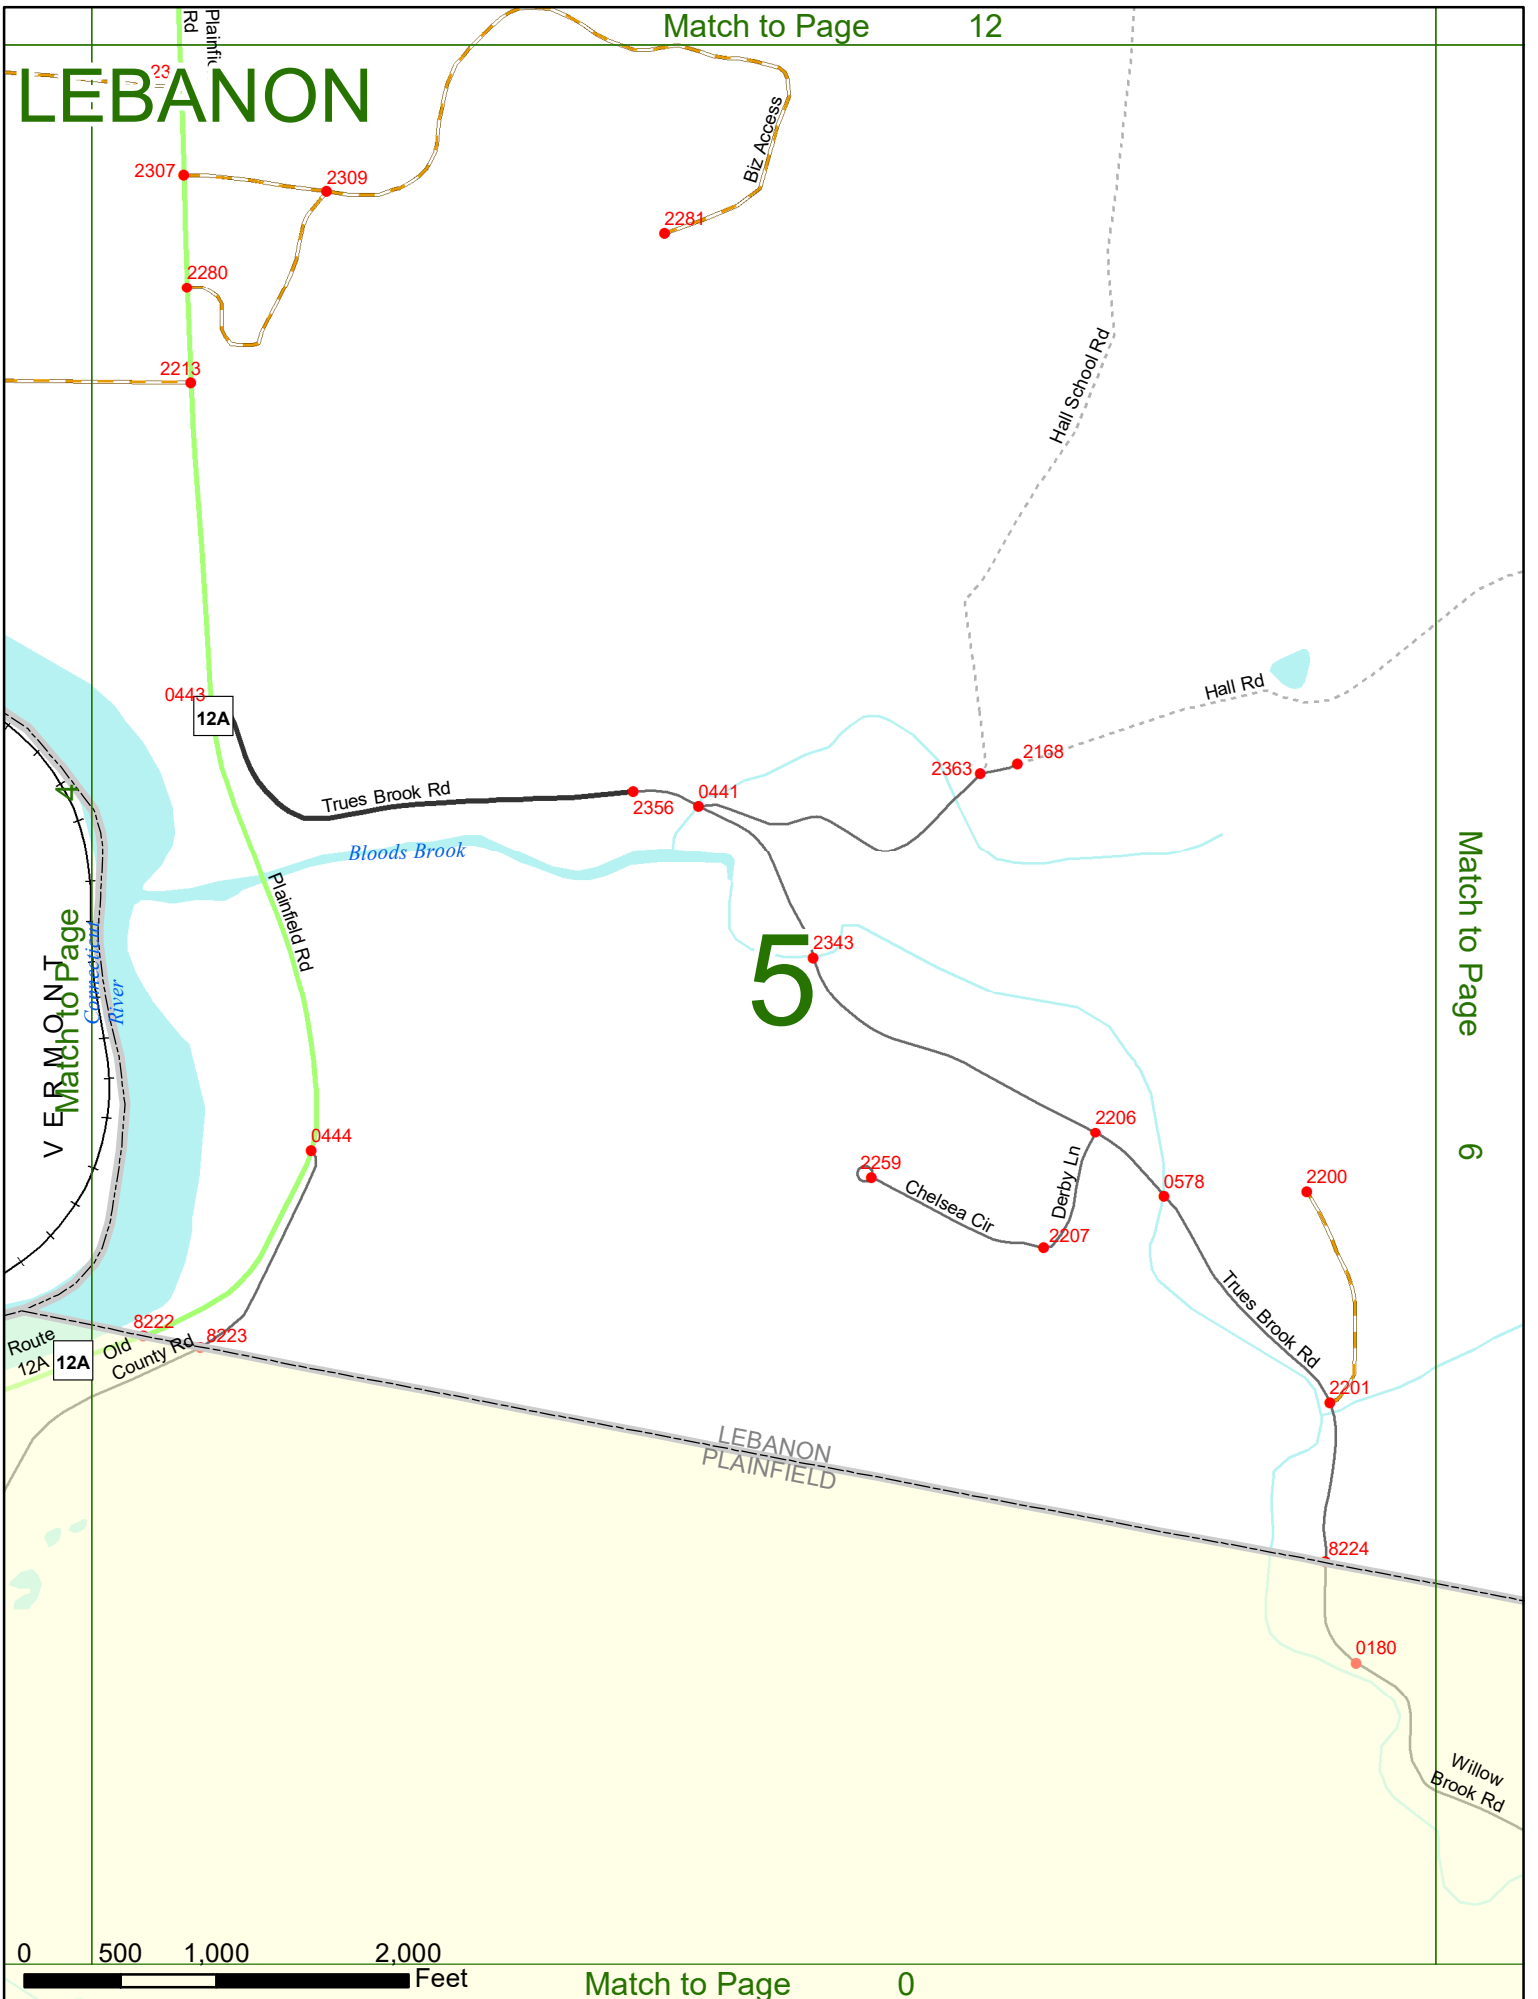 Match to Page 12
Plainfi
Rd
23
LEBANON
Biz Access
2307
2309
2281
2280
2213
Hall School Rd
0443
12A
Hall Rd
2168
2363
Trues Brook Rd
2356
0441
4
Match to Page
Bloods Brook
Match to Page
6
Plainfield Rd
Connecticut
River
VERMONT
5
2343
0444
2206
2259
Chelsea Cir
Derby Ln
0578
2200
2207
Trues Brook Rd
8222
8223
Route
12A
12A
Old
County Rd
2201
LEBANON
PLAINFIELD
8224
0180
Willow
Brook Rd
0 500 1,000 2,000
Feet
Match to Page 0